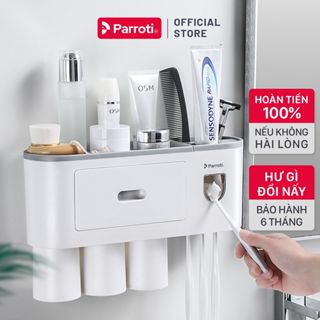 Parroti.
OFFICIAL
STORE
HOÀN TIỀN
100%
NẾU KHÔNG
HÀI LÒNG
HƯ GÌ
ĐỔI NẤY
BẢO HÀNH
6 THÁNG
OSM
OSM
SENSODYNE
Parroti